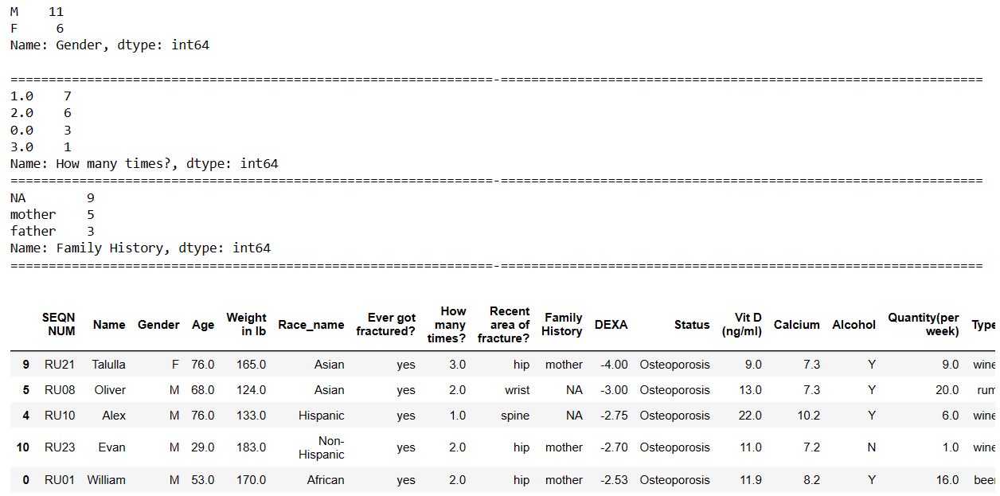 M    11
F     6
Name: Gender, dtype: int64
===============================================================-===============================================================
1.0    7
2.0    6
0.0    3
3.0    1
Name: How many times?, dtype: int64
===============================================================-===============================================================
NA        9
mother    5
father    3
Name: Family History, dtype: int64
===============================================================-===============================================================
SEQN NUM Name Gender Age Weight in lb Race_name Ever got fractured? How many times? Recent area of fracture? Family History DEXA Status Vit D (ng/ml) Calcium Alcohol Quantity(per week) Type
9 RU21 Talulla F 76.0 165.0 Asian yes 3.0 hip mother -4.00 Osteoporosis 9.0 7.3 Y 9.0 wine
5 RU08 Oliver M 68.0 124.0 Asian yes 2.0 wrist NA -3.00 Osteoporosis 13.0 7.3 Y 20.0 rum
4 RU10 Alex M 76.0 133.0 Hispanic yes 1.0 spine NA -2.75 Osteoporosis 22.0 10.2 Y 6.0 wine
10 RU23 Evan M 29.0 183.0 Non-Hispanic yes 2.0 hip mother -2.70 Osteoporosis 11.0 7.2 N 1.0 wine
0 RU01 William M 53.0 170.0 African yes 2.0 hip mother -2.53 Osteoporosis 11.9 8.2 Y 16.0 bee